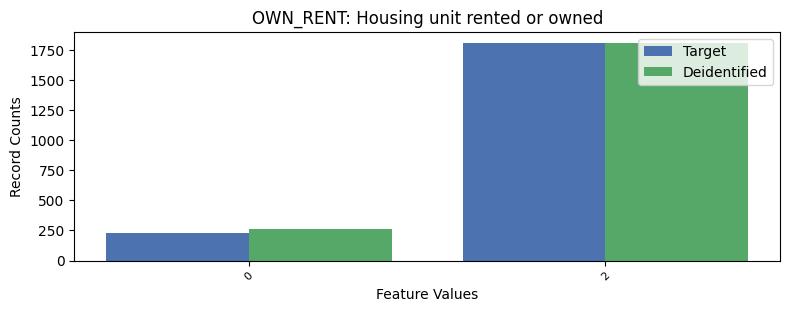 OWN_RENT: Housing unit rented or owned
Target
Deidentified
Record Counts
1750
1500
1250
1000
750
500
250
0
0
2
Feature Values